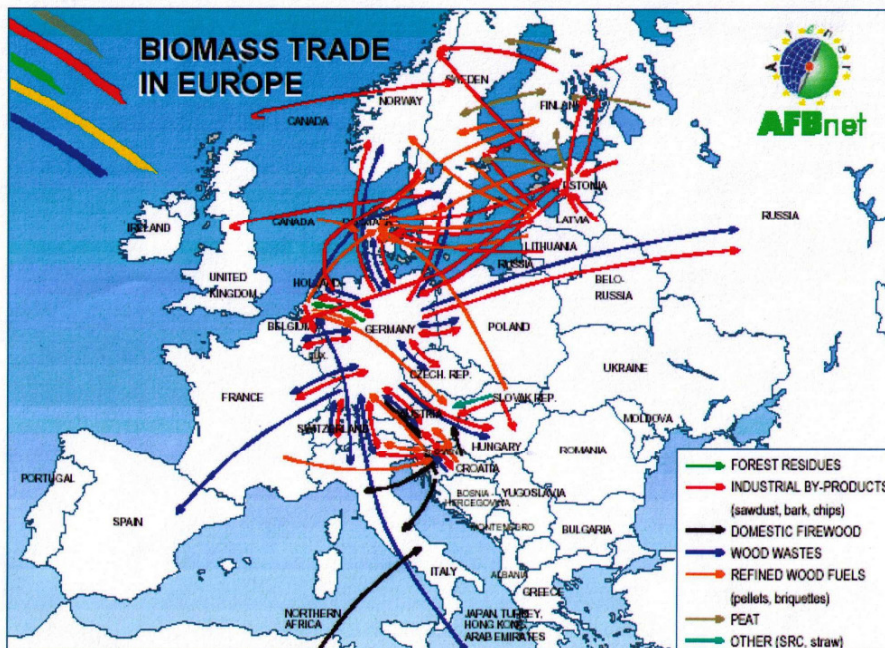 BIOMASS TRADE
IN EUROPE
Altener
AFBnet
SWEDEN
NORWAY
FINLAND
CANADA
ESTONIA
LATVIA
RUSSIA
IRELAND
CANADA
LITHUANIA
RUSSIA
UNITED
KINGDOM
HOLLAND
BELO-
RUSSIA
BELGIUM
GERMANY
POLAND
LUX.
CZECH. REP.
UKRAINE
FRANCE
SLOVAK REP.
AUSTRIA
MOLDOVA
SWITZERLAND
HUNGARY
ROMANIA
CROATIA
PORTUGAL
SPAIN
BOSNIA
HERCEGOVINA
YUGOSLAVIA
MONTENEGRO
BULGARIA
ALBANIA
ITALY
GREECE
NORTHERN
AFRICA
JAPAN, TURKEY,
HONG KONG,
ARAB EMIRATES
FOREST RESIDUES
INDUSTRIAL BY-PRODUCTS
(sawdust, bark, chips)
DOMESTIC FIREWOOD
WOOD WASTES
REFINED WOOD FUELS
(pellets, briquettes)
PEAT
OTHER (SRC, straw)